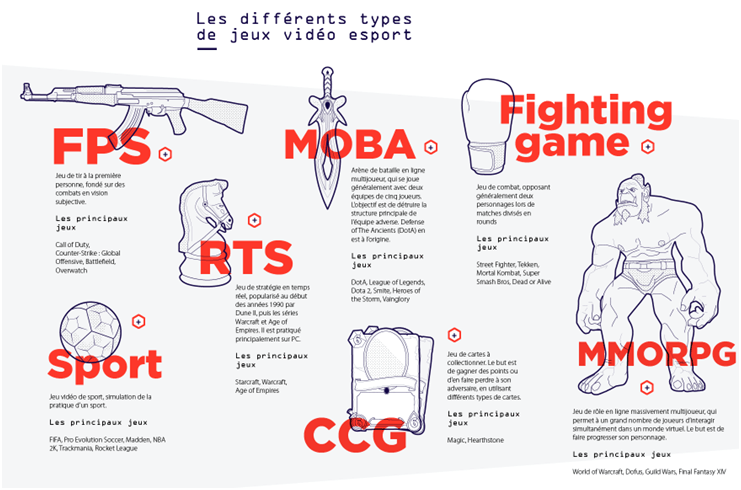 Les différents types
de jeux vidéo esport
FPS
Jeu de tir à la première
personne, fondé sur des
combats en vision
subjective.
Les principaux
jeux
Call of Duty,
Counter-Strike : Global
Offensive, Battlefield,
Overwatch
MOBA
Arène de bataille en ligne
multijoueur, qui se joue
généralement avec deux
équipes de cinq joueurs.
L'objectif est de détruire la
structure principale de
l'équipe adverse. Defense
of The Ancients (DotA) en
est à l'origine.
Les principaux
jeux
DotA, League of Legends,
Dota 2, Smite, Heroes of
the Storm, Vainglory
Fighting
game
Jeu de combat, opposant
généralement deux
personnages lors de
matches divisés en
rounds
Les principaux
jeux
Street Fighter, Tekken,
Mortal Kombat, Super
Smash Bros, Dead or Alive
RTS
Jeu de stratégie en temps
réel, popularisé au début
des années 1990 par
Dune II, puis les séries
Warcraft et Age of
Empires. Il est pratiqué
principalement sur PC.
Les principaux
jeux
Starcraft, Warcraft,
Age of Empires
Sport
Jeu vidéo de sport, simulation de la
pratique d'un sport.
Les principaux jeux
FIFA, Pro Evolution Soccer, Madden, NBA
2K, Trackmania, Rocket League
CCG
Jeu de cartes à
collectionner. Le but est
de gagner des points ou
d'en faire perdre à son
adversaire, en utilisant
différents types de cartes.
Les principaux
jeux
Magic, Hearthstone
MMORPG
Jeu de rôle en ligne massivement multijoueur, qui
permet à un grand nombre de joueurs d'interagir
simultanément dans un monde virtuel. Le but est de
faire progresser son personnage.
Les principaux jeux
World of Warcraft, Dofus, Guild Wars, Final Fantasy XIV